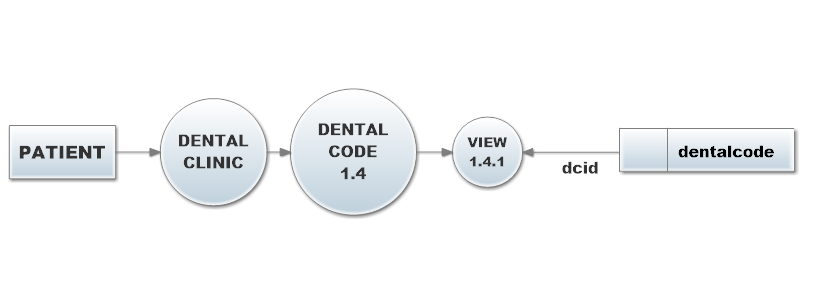 PATIENT
DENTAL
CLINIC
DENTAL
CODE
1.4
VIEW
1.4.1
dcid
dentalcode